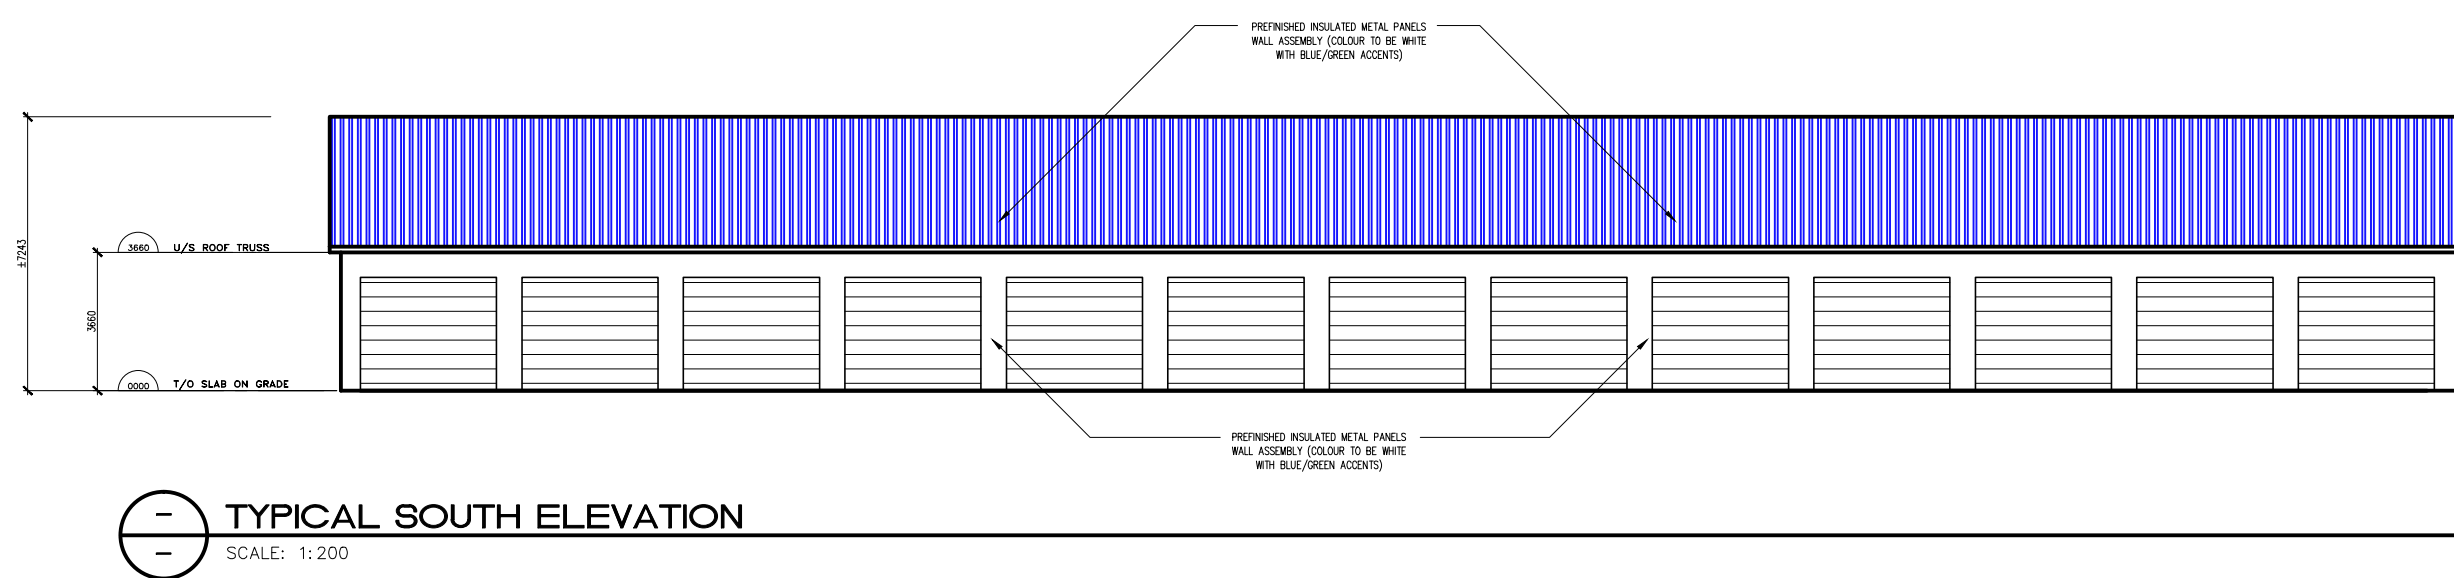 PREFINISHED INSULATED METAL PANELS
WALL ASSEMBLY (COLOUR TO BE WHITE
WITH BLUE/GREEN ACCENTS)
±7243
3660 U/S ROOF TRUSS
3660
0000 T/O SLAB ON GRADE
PREFINISHED INSULATED METAL PANELS
WALL ASSEMBLY (COLOUR TO BE WHITE
WITH BLUE/GREEN ACCENTS)
-
-
TYPICAL SOUTH ELEVATION
SCALE: 1:200